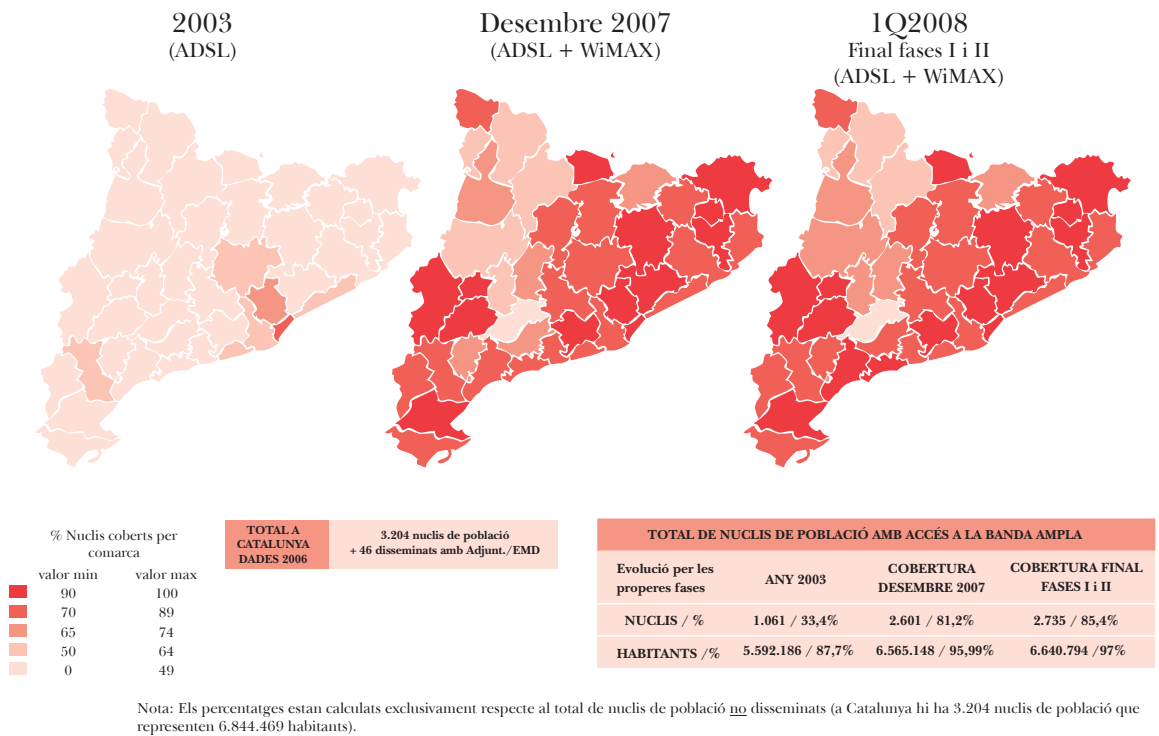 2003
(ADSL)
Desembre 2007
(ADSL + WiMAX)
1Q2008
Final fases I i II
(ADSL + WiMAX)
% Nuclis coberts per
comarca
valor min valor max
90 100
70 89
65 74
50 64
0 49
TOTAL A
CATALUNYA
DADES 2006
3.204 nuclis de població
+ 46 disseminats amb Adjunt./EMD
TOTAL DE NUCLIS DE POBLACIÓ AMB ACCÉS A LA BANDA AMPLA
Evolució per les
properes fases
ANY 2003
COBERTURA
DESEMBRE 2007
COBERTURA FINAL
FASES I i II
NUCLIS / % 1.061 / 33,4% 2.601 / 81,2% 2.735 / 85,4%
HABITANTS /% 5.592.186 / 87,7% 6.565.148 / 95,99% 6.640.794 /97%
Nota: Els percentatges estan calculats exclusivament respecte al total de nuclis de població no disseminats (a Catalunya hi ha 3.204 nuclis de població que
representen 6.844.469 habitants).